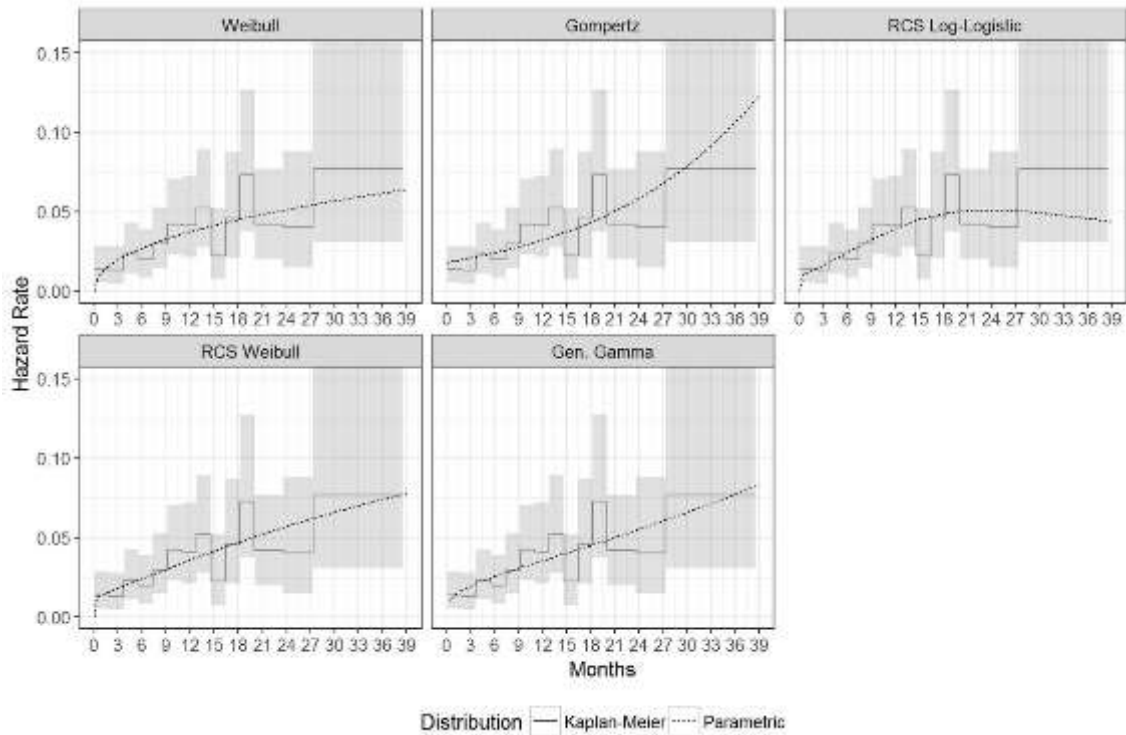 Weibull Gompertz RCS Log-Logistic
0.15
0.10
0.05
0.00
0 3 6 9 12 15 18 21 24 27 30 33 36 39 0 3 6 9 12 15 18 21 24 27 30 33 36 39 0 3 6 9 12 15 18 21 24 27 30 33 36 39
Hazard Rate
RCS Weibull Gen. Gamma
0.15
0.10
0.05
0.00
0 3 6 9 12 15 18 21 24 27 30 33 36 39 0 3 6 9 12 15 18 21 24 27 30 33 36 39
Months
Distribution Kaplan-Meier Parametric